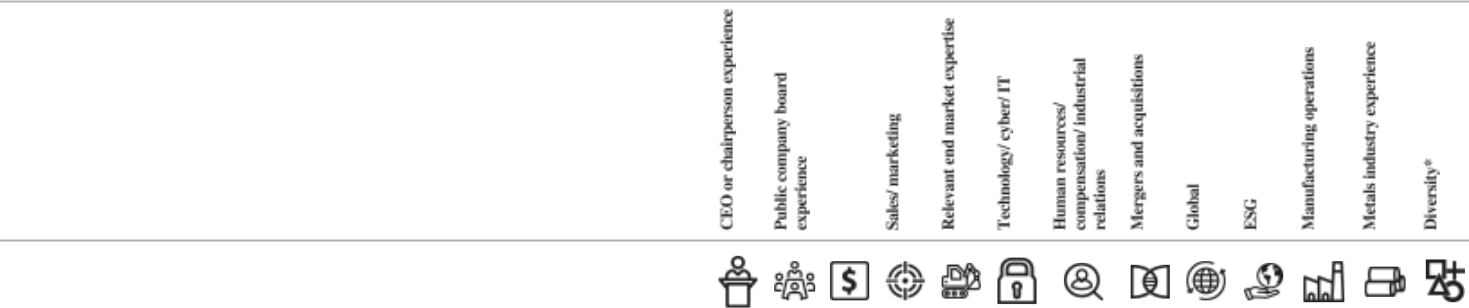 CEO or chairperson experience
Public company board
experience
Sales/ marketing
Relevant end market expertise
Technology/ cyber/ IT
Human resources/
compensation/ industrial
relations
Mergers and acquisitions
Global
ESG
Manufacturing operations
Metals industry experience
Diversity*
$